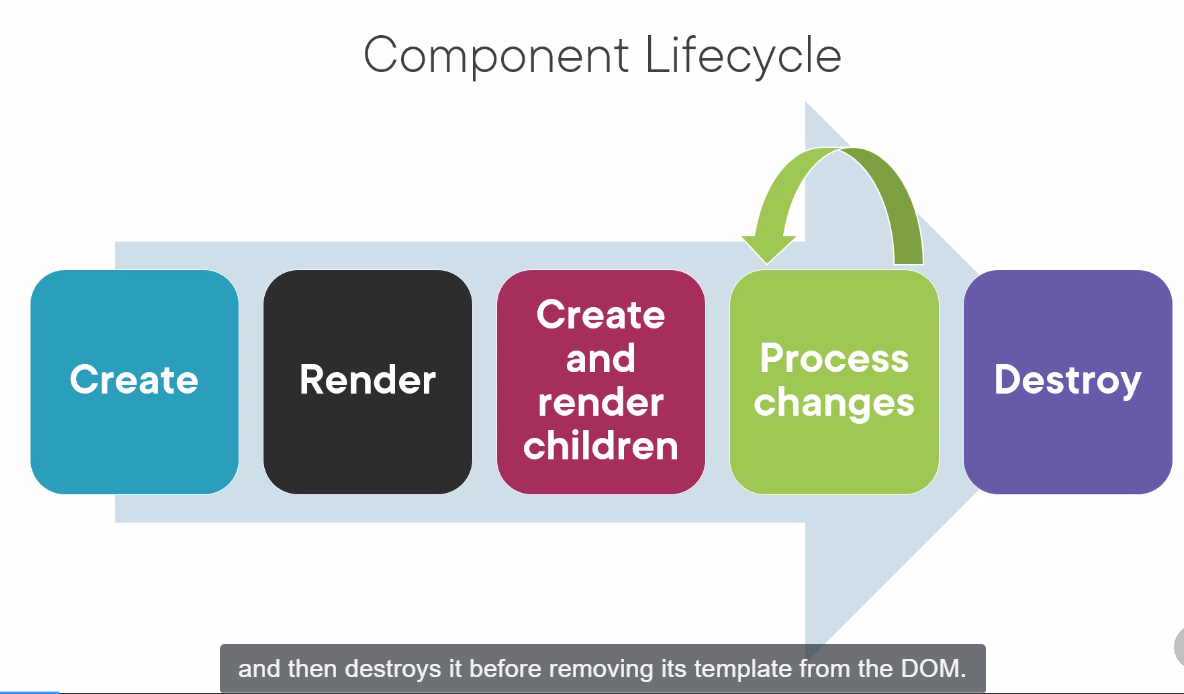 Component Lifecycle
Create
Render
Create
and
render
children
Process
changes
Destroy
and then destroys it before removing its template from the DOM.